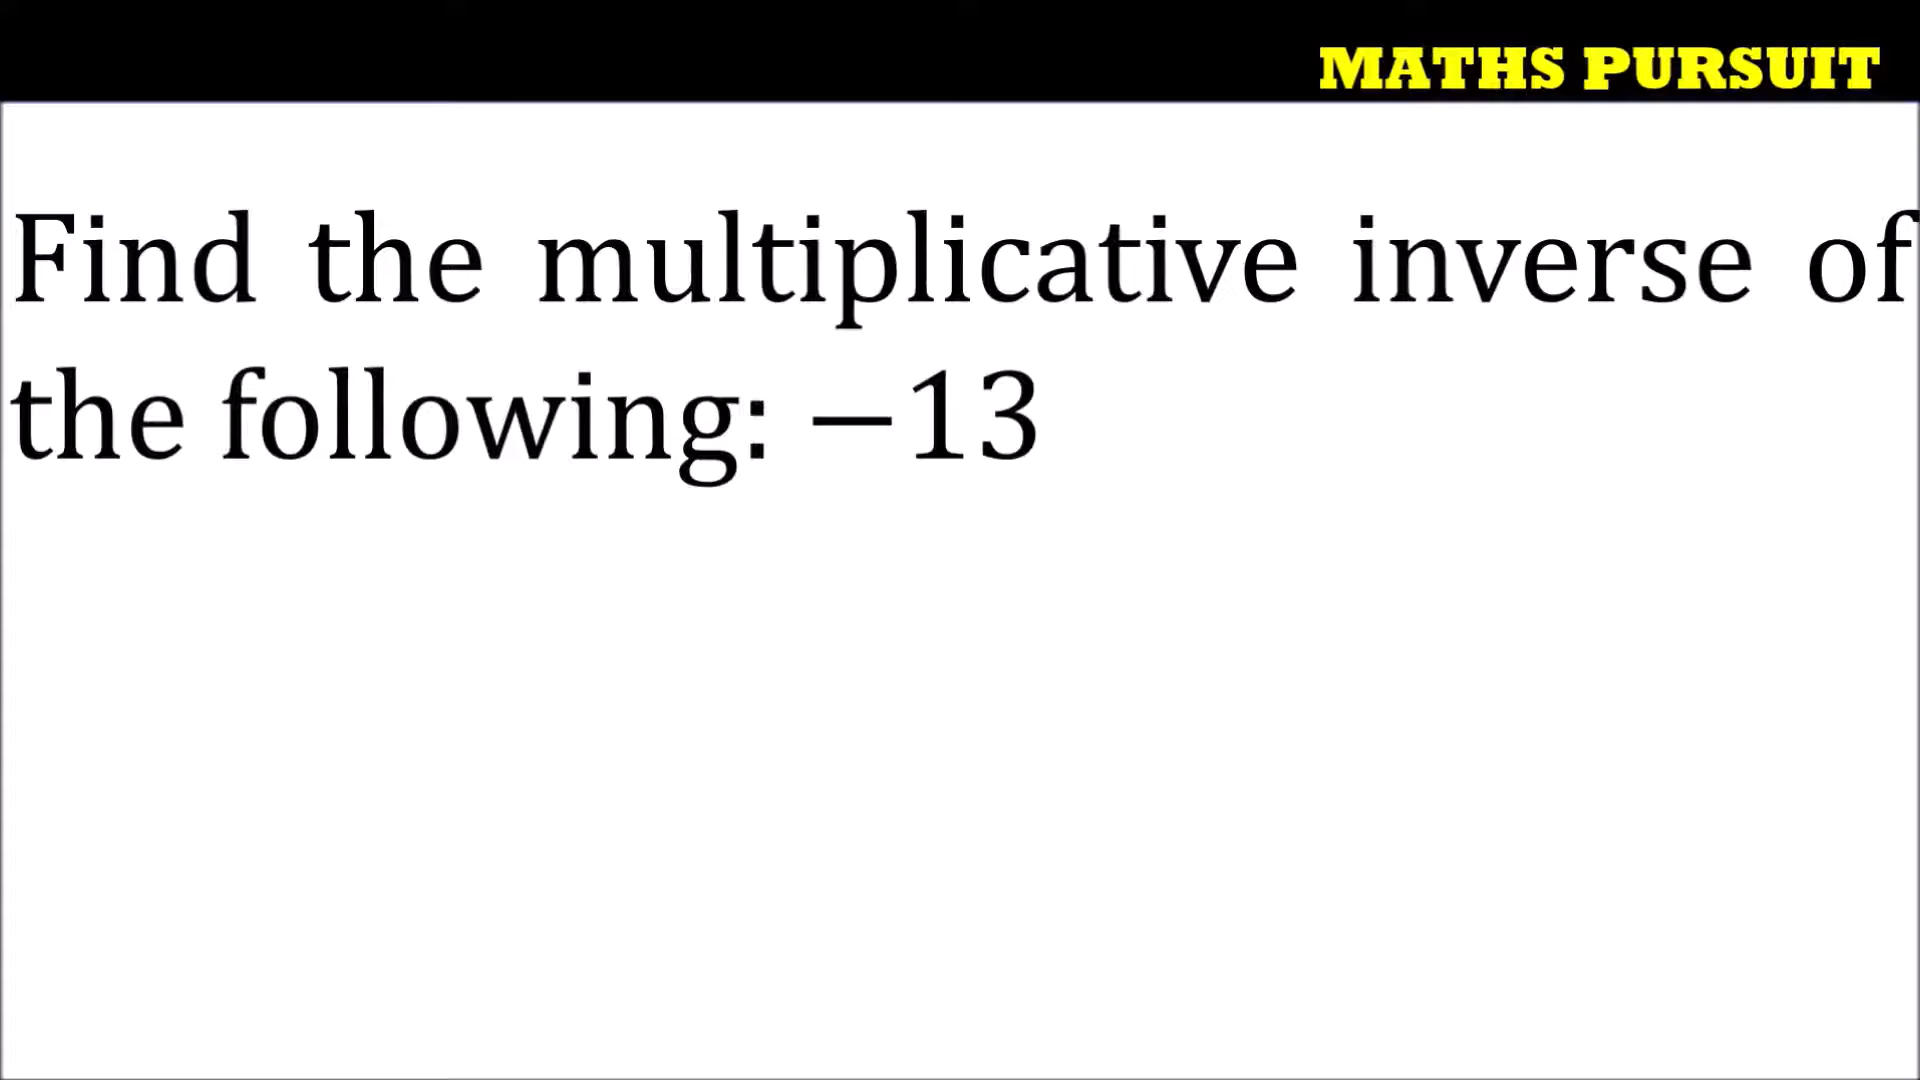 MATHS PURSUIT
Find the multiplicative inverse of
the following: −13